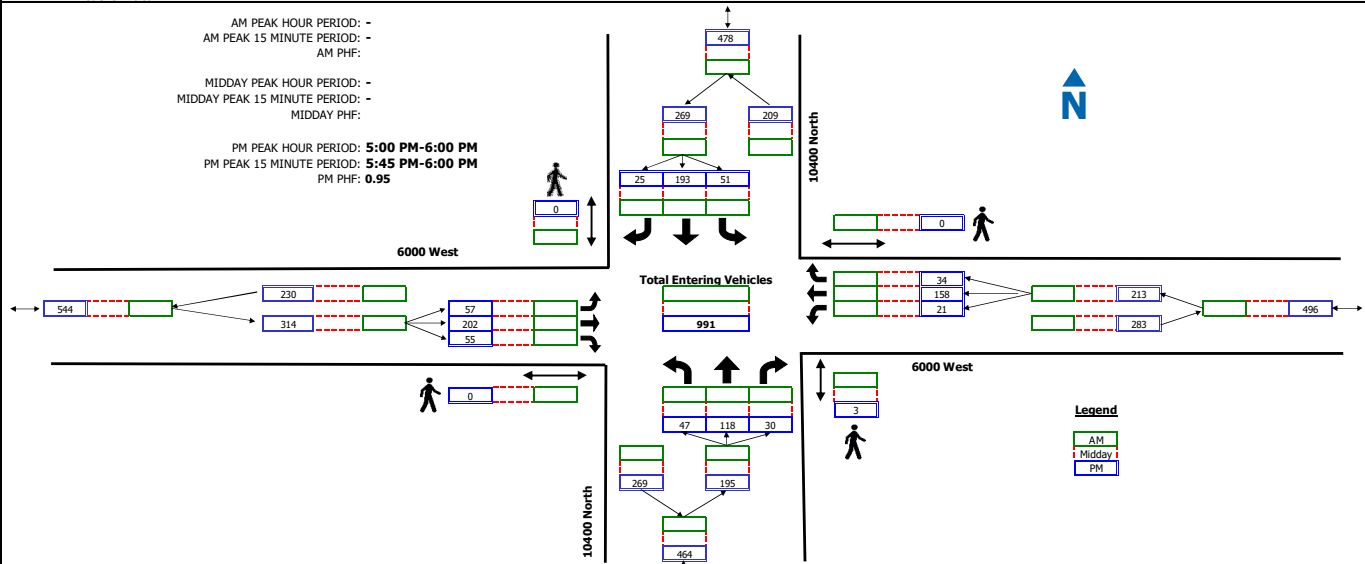 AM PEAK HOUR PERIOD: -
AM PEAK 15 MINUTE PERIOD: -
AM PHF:
MIDDAY PEAK HOUR PERIOD: -
MIDDAY PEAK 15 MINUTE PERIOD: -
MIDDAY PHF:
PM PEAK HOUR PERIOD: 5:00 PM-6:00 PM
PM PEAK 15 MINUTE PERIOD: 5:45 PM-6:00 PM
PM PHF: 0.95
478
269 209
25 193 51
10400 North
N
0
0
6000 West
Total Entering Vehicles
991
544
230
314
57
202
55
34
158
21
213
283
496
6000 West
0
47 118 30
3
269 195
464
10400 North
Legend
AM
Midday
PM